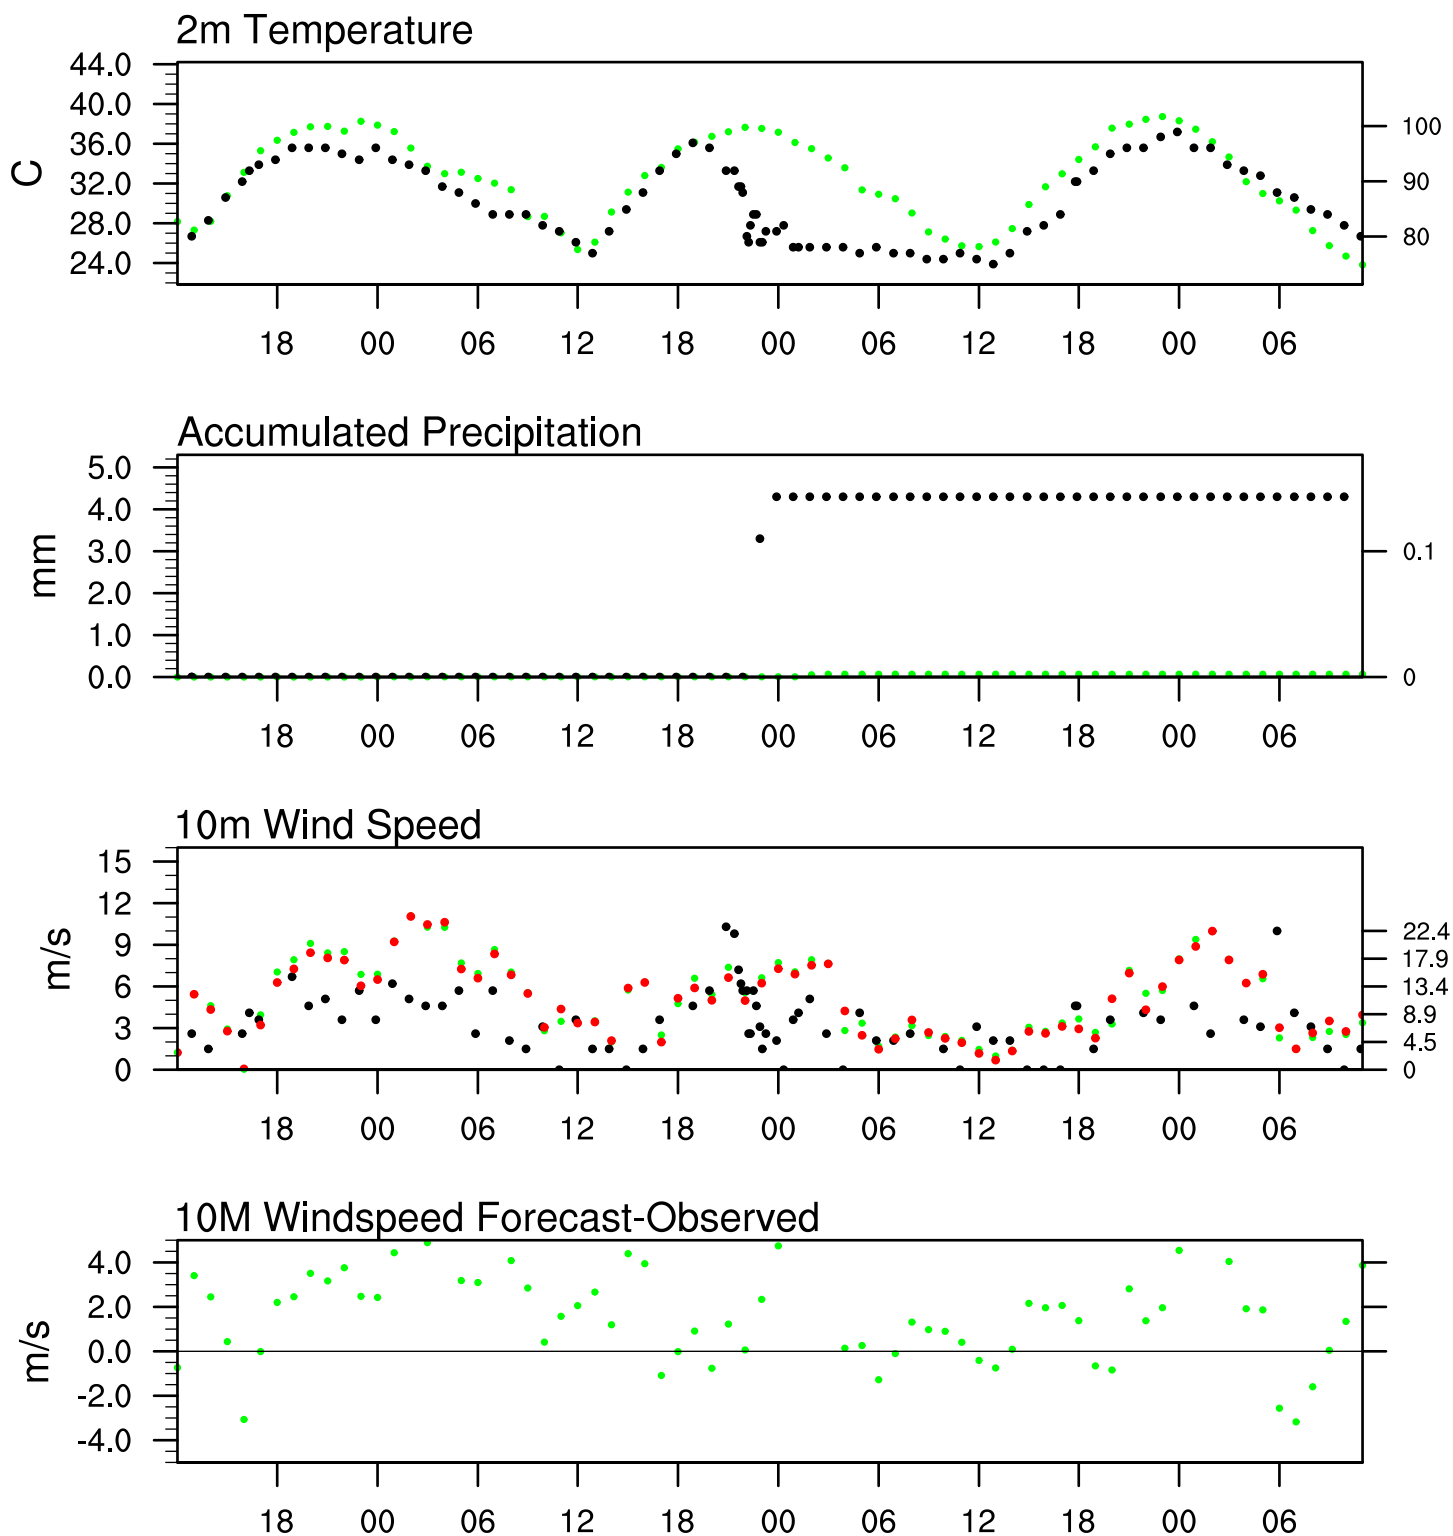 2m Temperature
44.0
40.0
36.0
32.0
28.0
24.0
C
100
90
80
18 00 06 12 18 00 06 12 18 00 06
Accumulated Precipitation
5.0
4.0
3.0
2.0
1.0
0.0
mm
0.1
0
18 00 06 12 18 00 06 12 18 00 06
10m Wind Speed
15
12
9
6
3
0
m/s
22.4
17.9
13.4
8.9
4.5
0
18 00 06 12 18 00 06 12 18 00 06
10M Windspeed Forecast-Observed
4.0
2.0
0.0
-2.0
-4.0
m/s
18 00 06 12 18 00 06 12 18 00 06